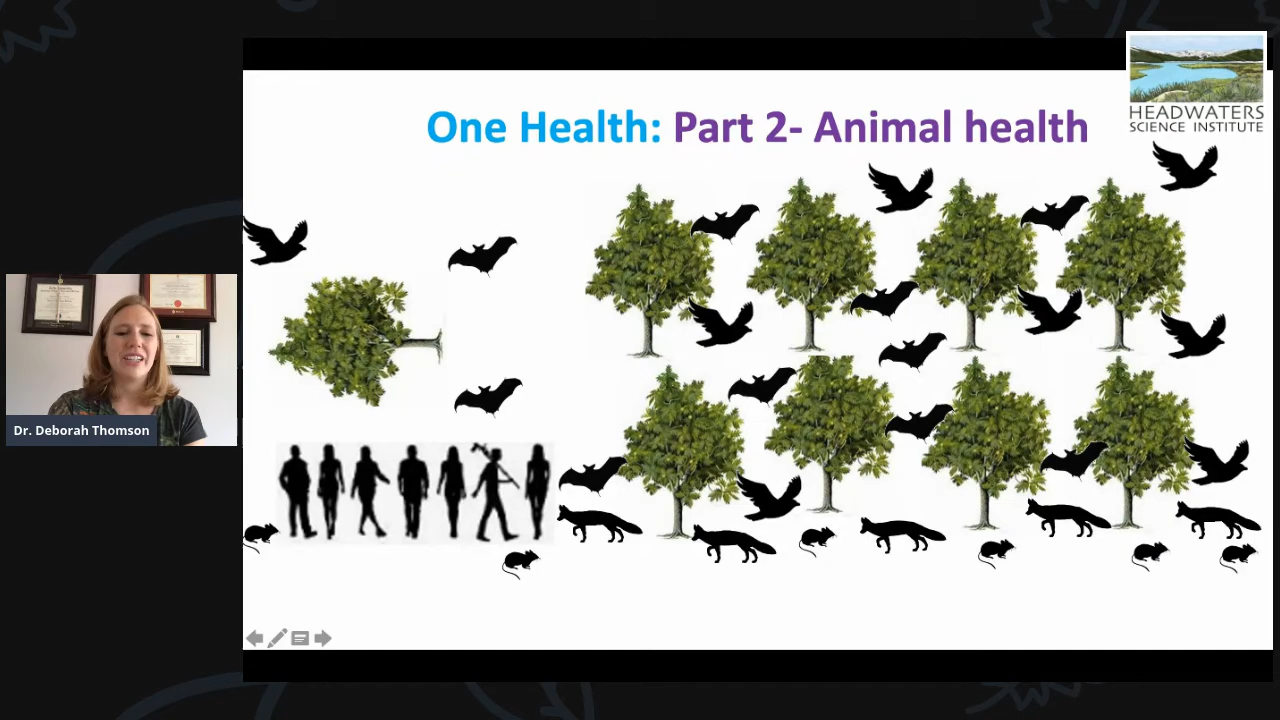 One Health: Part 2- Animal health
HEADWATERS
SCIENCE INSTITUTE
Dr. Deborah Thomson